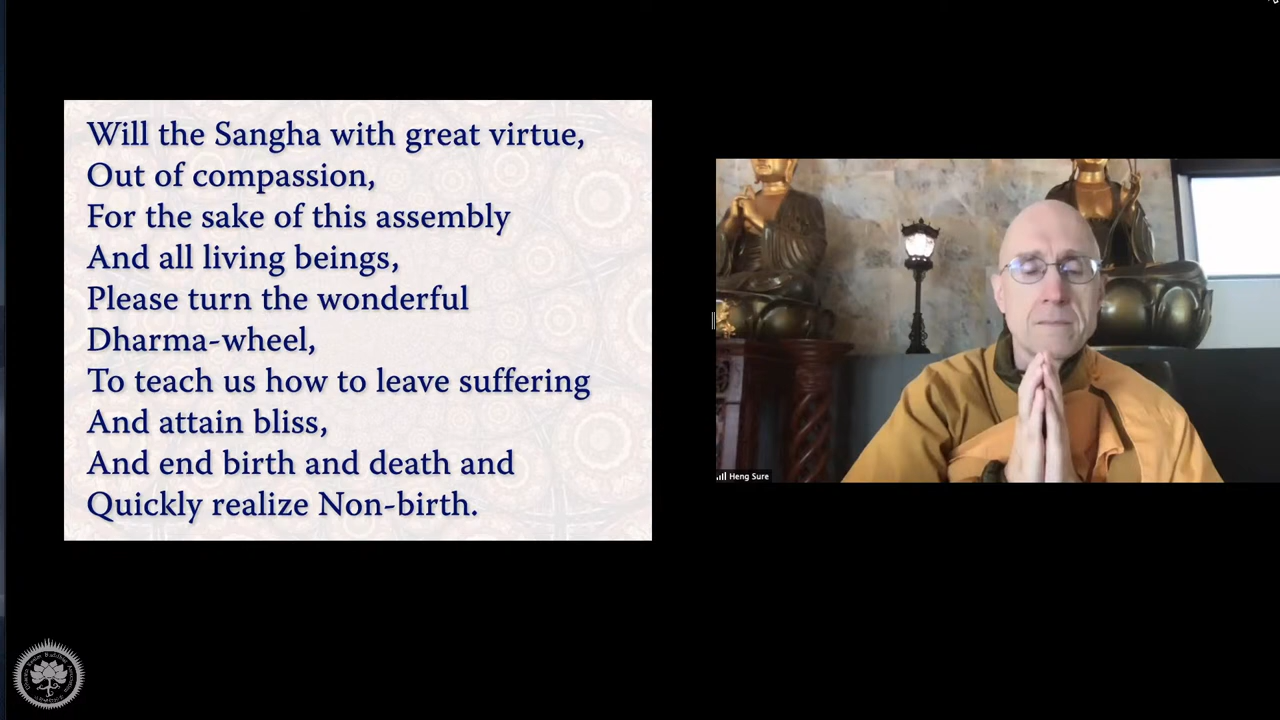 Will the Sangha with great virtue,
Out of compassion,
For the sake of this assembly
And all living beings,
Please turn the wonderful
Dharma-wheel,
To teach us how to leave suffering
And attain bliss,
And end birth and death and
Quickly realize Non-birth.
Heng Sure